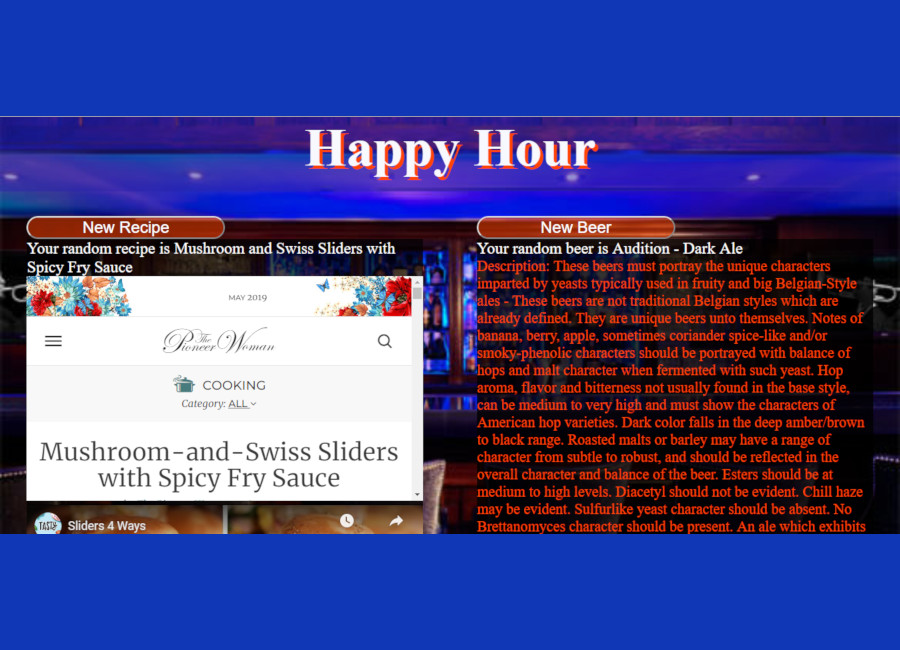 Happy Hour
New Recipe
Your random recipe is Mushroom and Swiss Sliders with
Spicy Fry Sauce
MAY 2019
The
Pioneer Woman
COOKING
Category: ALL
Mushroom-and-Swiss Sliders
with Spicy Fry Sauce
TASTY
Sliders 4 Ways
New Beer
Your random beer is Audition - Dark Ale
Description: These beers must portray the unique characters
imparted by yeasts typically used in fruity and big Belgian-Style
ales - These beers are not traditional Belgian styles which are
already defined. They are unique beers unto themselves. Notes of
banana, berry, apple, sometimes coriander spice-like and/or
smoky-phenolic characters should be portrayed with balance of
hops and malt character when fermented with such yeast. Hop
aroma, flavor and bitterness not usually found in the base style,
can be medium to very high and must show the characters of
American hop varieties. Dark color falls in the deep amber/brown
to black range. Roasted malts or barley may have a range of
character from subtle to robust, and should be reflected in the
overall character and balance of the beer. Esters should be at
medium to high levels. Diacetyl should not be evident. Chill haze
may be evident. Sulfurlike yeast character should be absent. No
Brettanomyces character should be present. An ale which exhibits